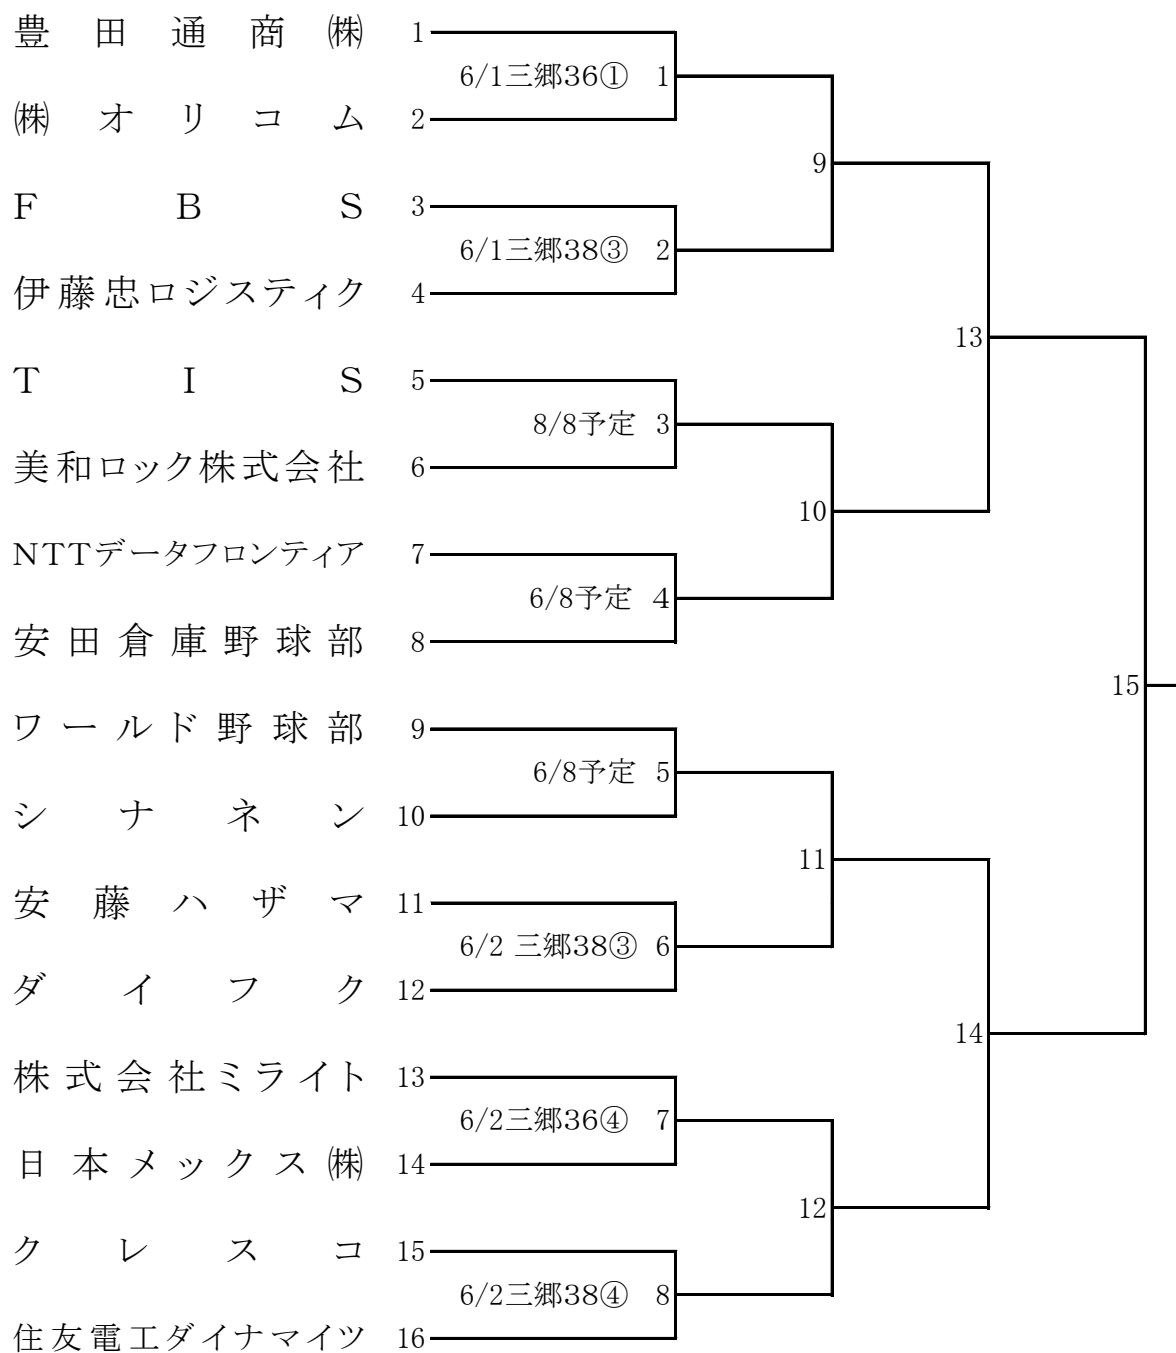 豊田通商㈱ 1
6/1三郷36① 1
㈱オリコム 2
9
FBS 3
6/1三郷38③ 2
伊藤忠ロジスティク 4
13
TIS 5
8/8予定 3
美和ロック株式会社 6
10
NTTデータフロンティア 7
6/8予定 4
安田倉庫野球部 8
15
ワールド野球部 9
6/8予定 5
シナネン 10
11
安藤ハザマ 11
6/2 三郷38③ 6
ダイフク 12
14
株式会社ミライト 13
6/2三郷36④ 7
日本メックス㈱ 14
12
クレスコ 15
6/2三郷38④ 8
住友電工ダイナマイツ 16